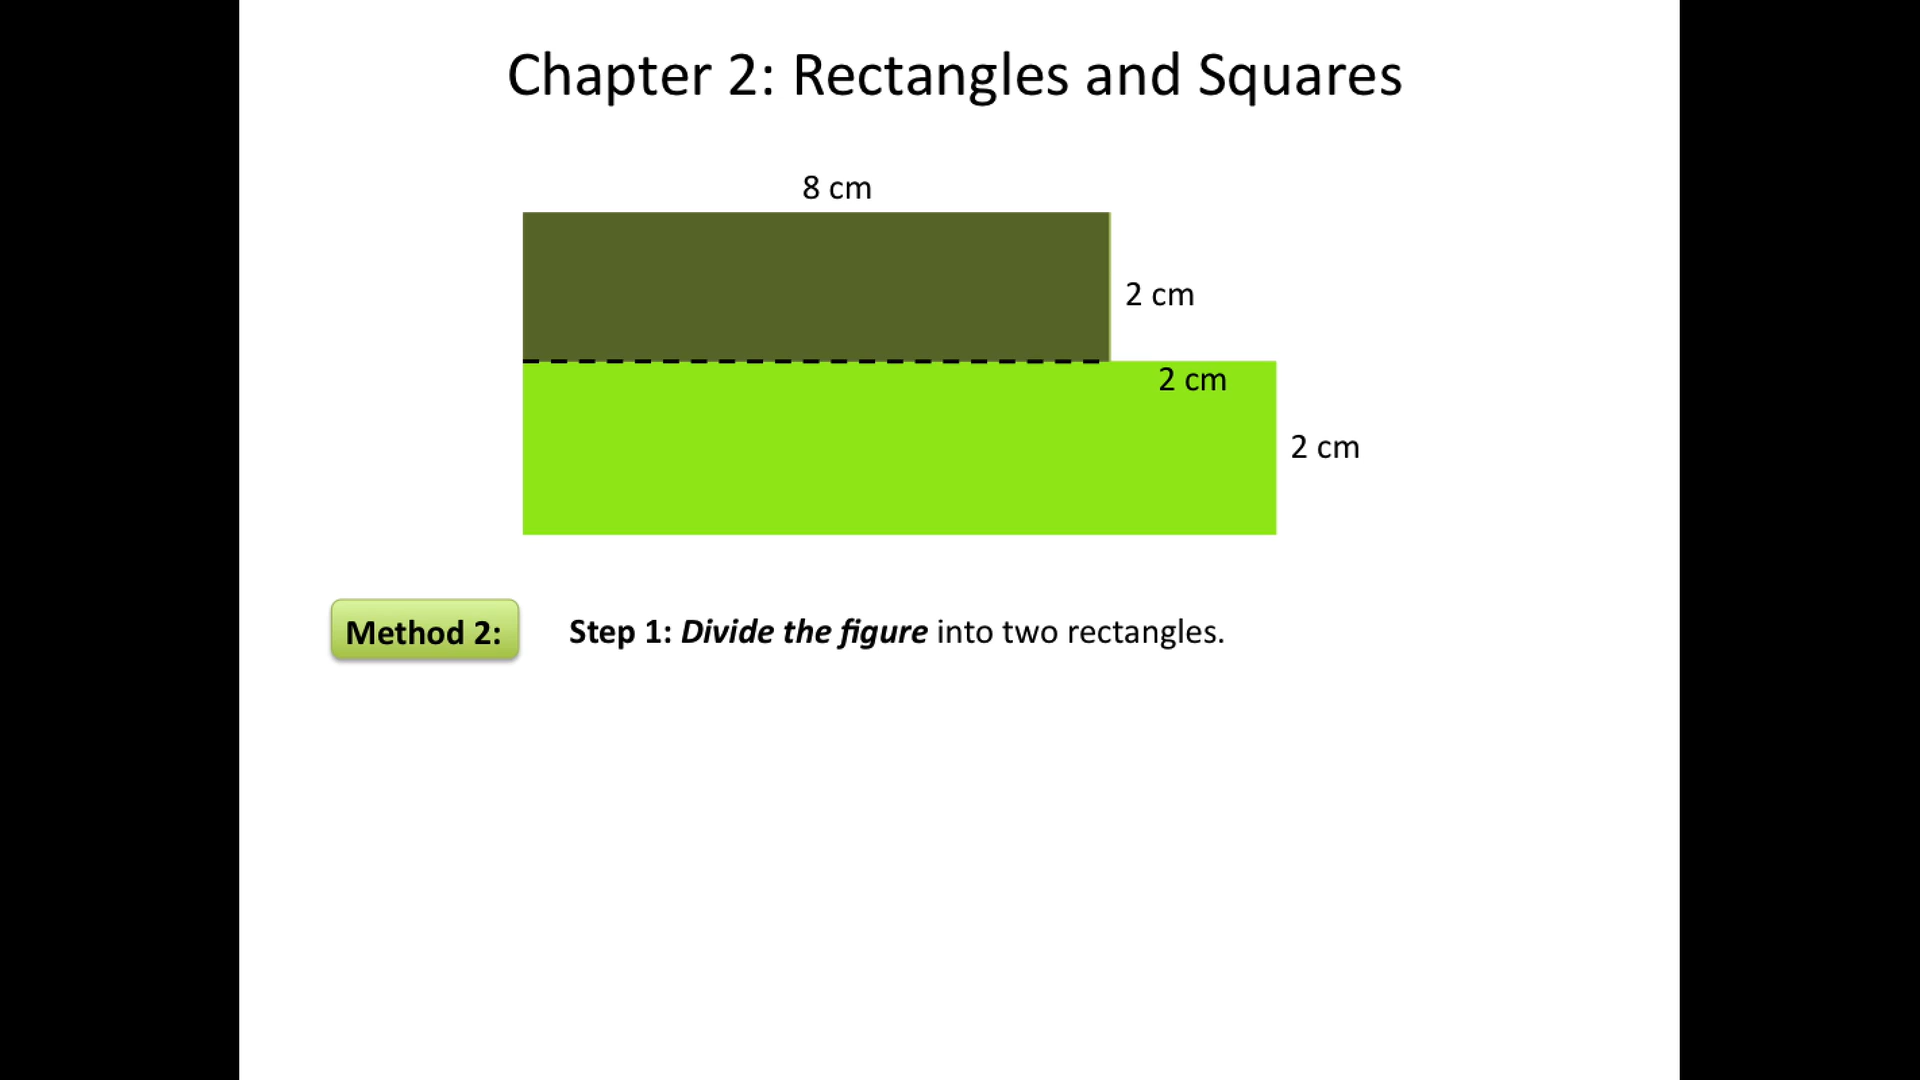 Chapter 2: Rectangles and Squares
8 cm
2 cm
2 cm
2 cm
Method 2: Step 1: Divide the figure into two rectangles.